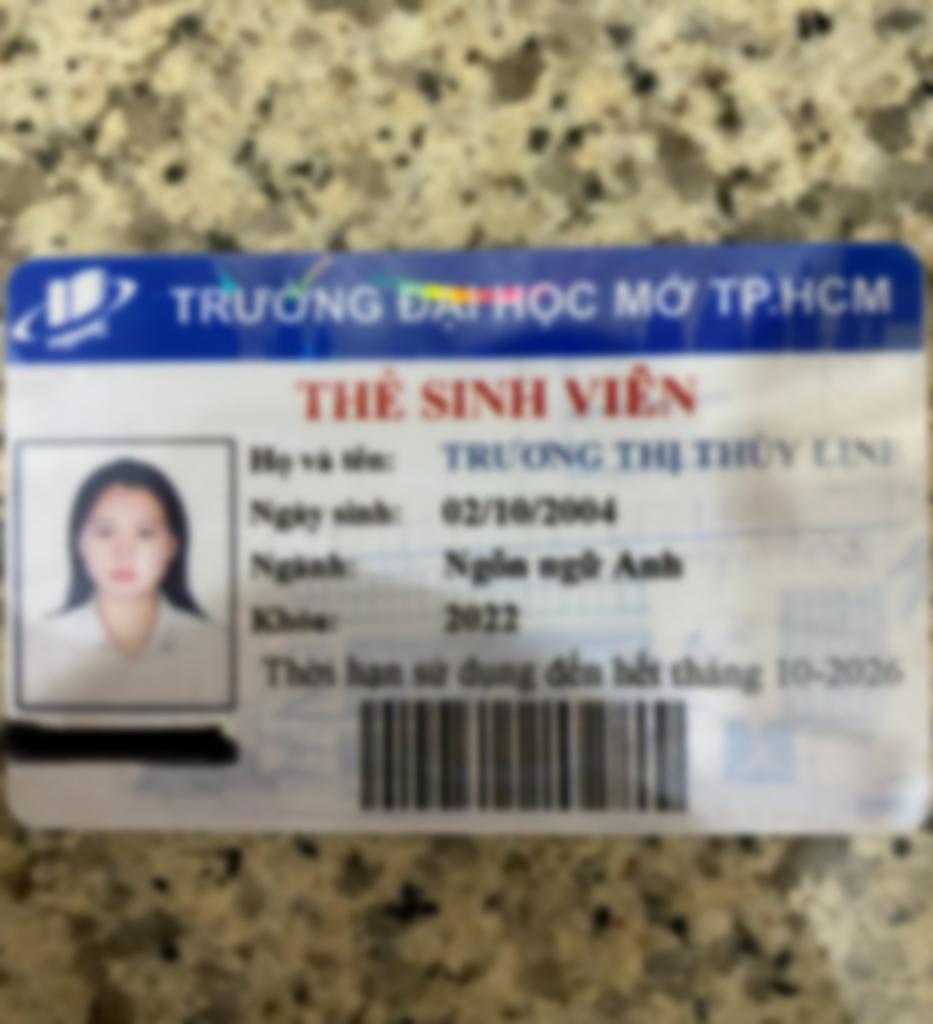 TRƯỜNG ĐẠI HỌC MỞ TP.HCM
THẺ SINH VIÊN
Họ và tên: TRƯƠNG THỊ THÙY LINH
Ngày sinh: 02/10/2004
Ngành: Ngôn ngữ Anh
Khóa: 2022
Thời hạn sử dụng đến hết tháng 10-2026